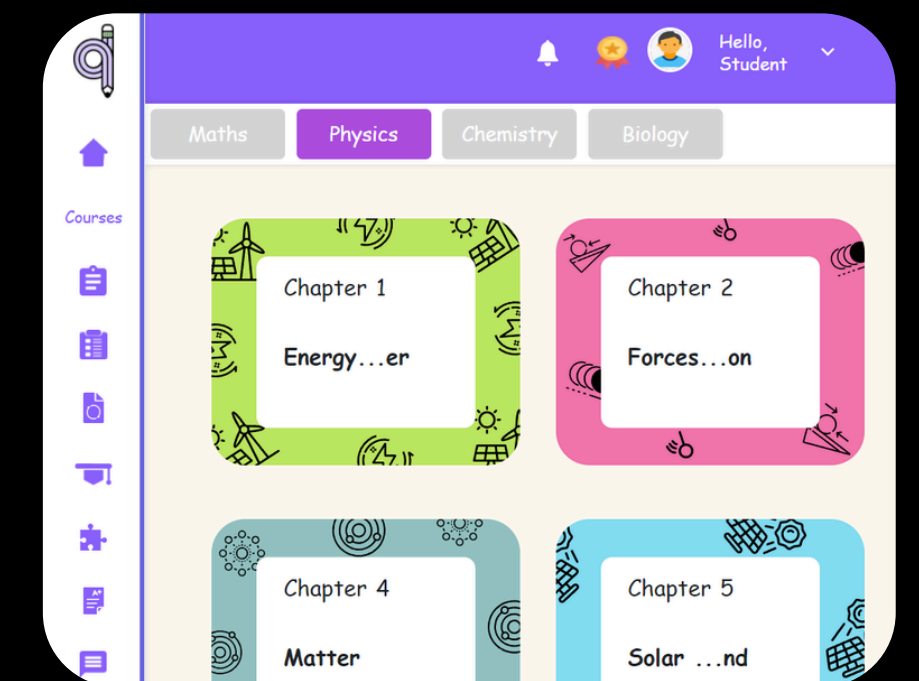 Hello,
Student
Maths
Physics
Chemistry
Biology
Courses
Chapter 1
Energy...er
Chapter 2
Forces...on
Chapter 4
Matter
Chapter 5
Solar ...nd
A+